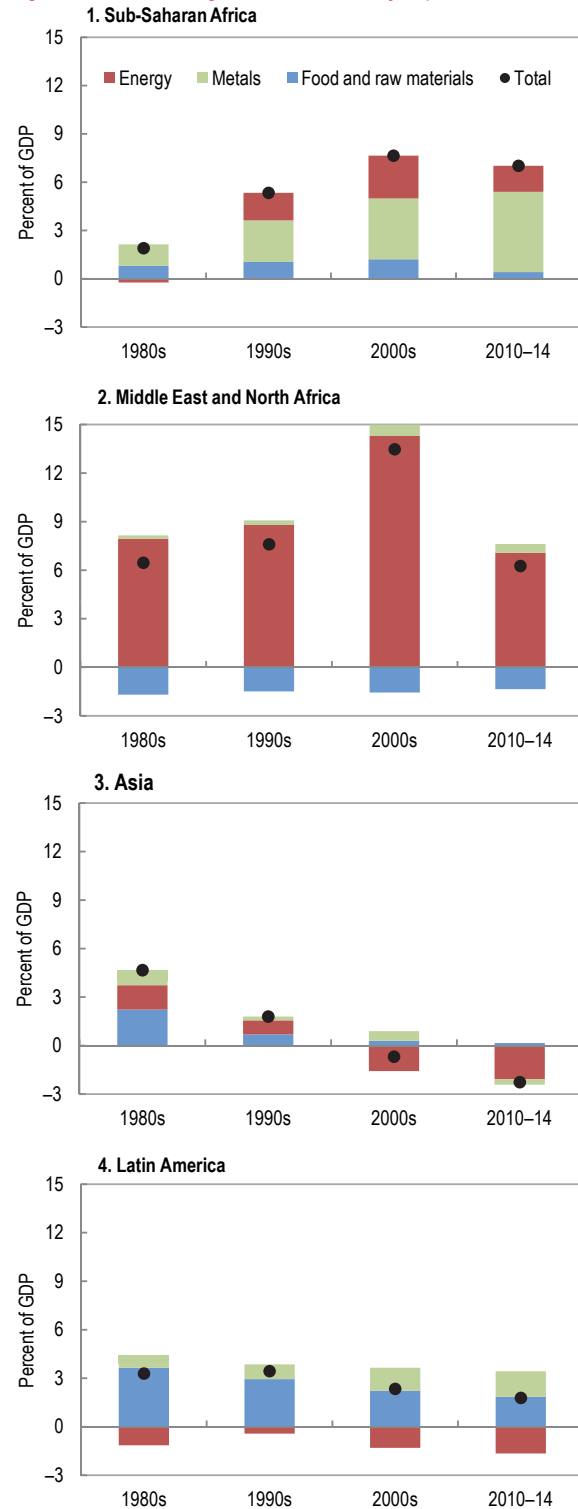 1. Sub-Saharan Africa
15
Energy Metals Food and raw materials Total
12
9
6
3
0
–3
Percent of GDP
1980s 1990s 2000s 2010–14
2. Middle East and North Africa
15
12
9
6
3
0
–3
Percent of GDP
1980s 1990s 2000s 2010–14
3. Asia
15
12
9
6
3
0
–3
Percent of GDP
1980s 1990s 2000s 2010–14
4. Latin America
15
12
9
6
3
0
–3
Percent of GDP
1980s 1990s 2000s 2010–14